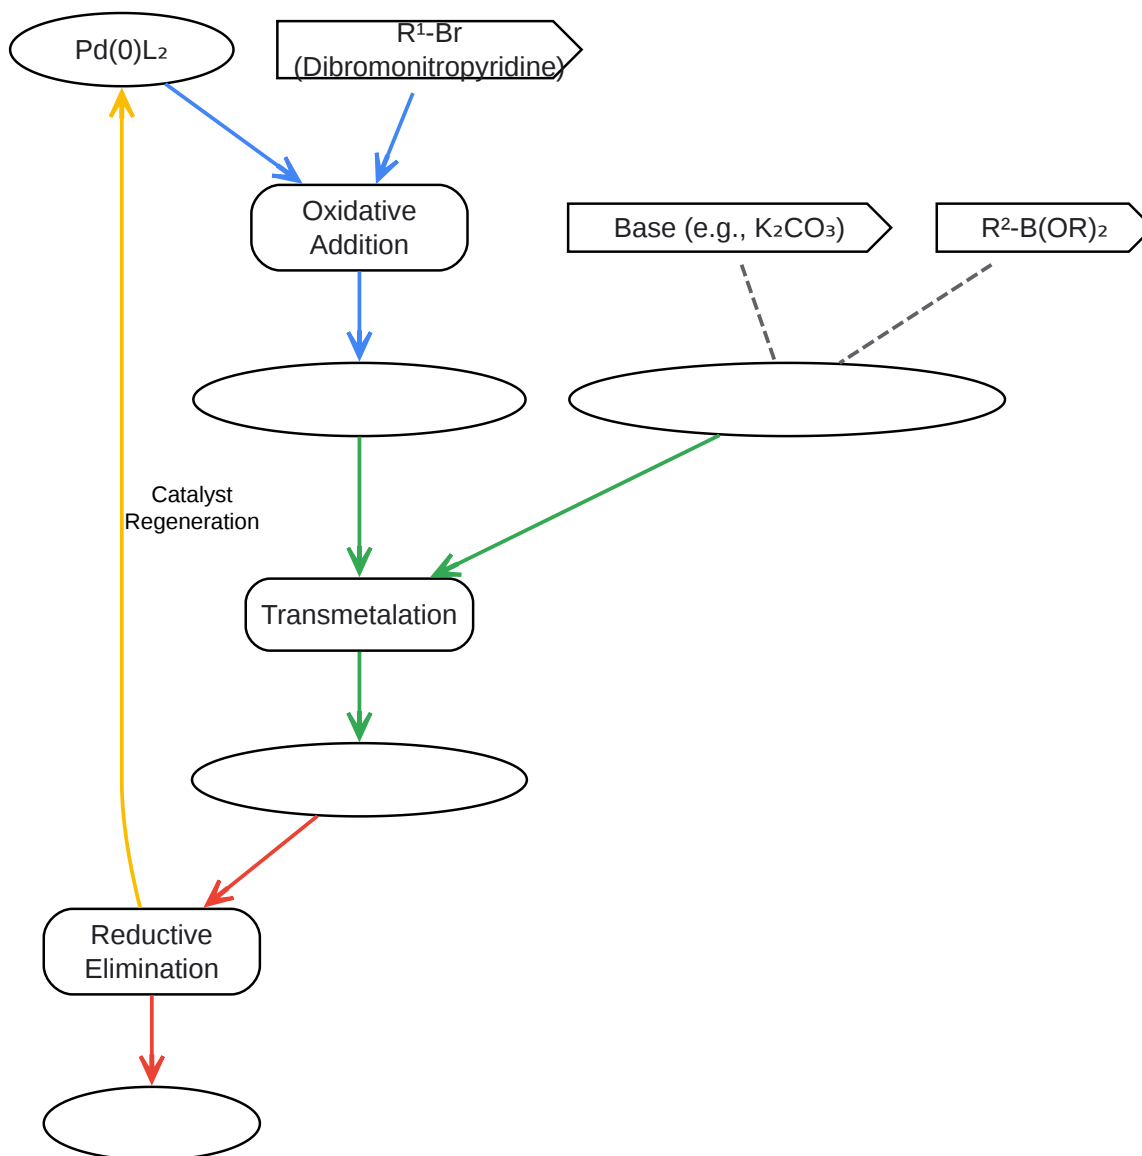 Pd(0)L₂
R¹-Br
(Dibromonitropyridine)
Oxidative
Addition
Base (e.g., K₂CO₃)
R²-B(OR)₂
Catalyst
Regeneration
Transmetalation
Reductive
Elimination